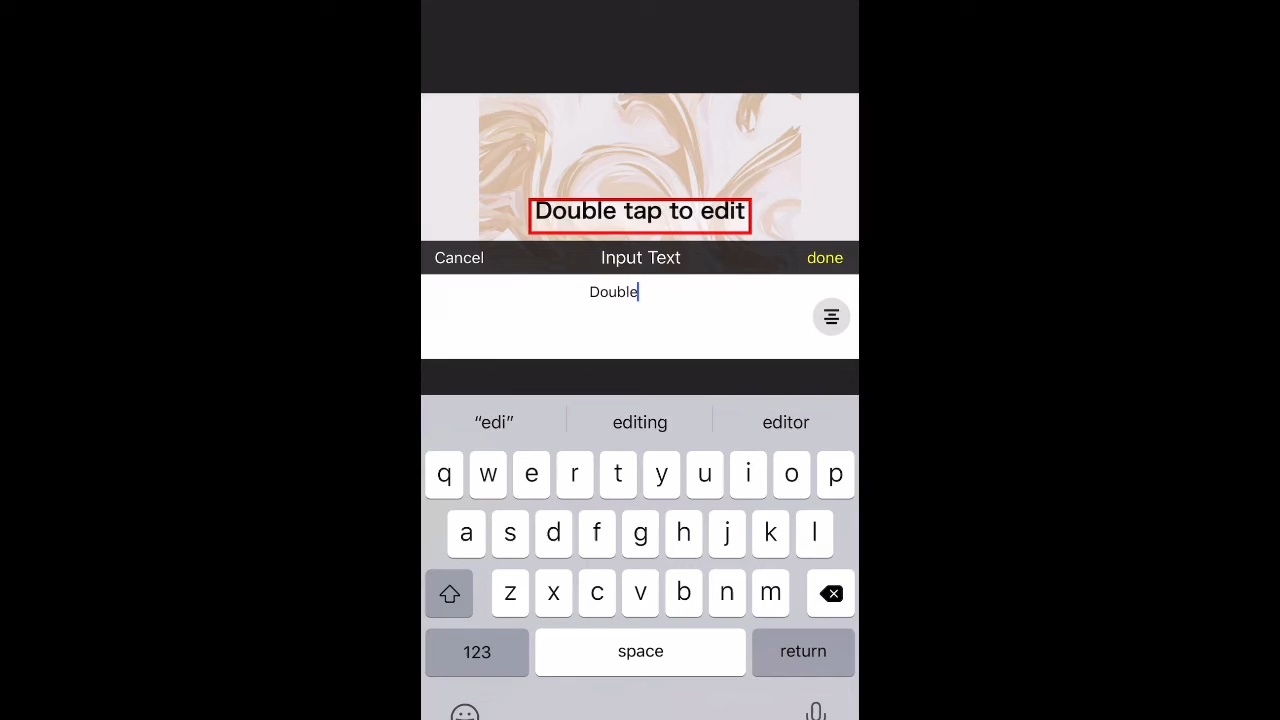 Double tap to edit
Cancel Input Text done
Double
“edi” editing editor
q w e r t y u i o p
a s d f g h j k l
z x c v b n m
123 space return